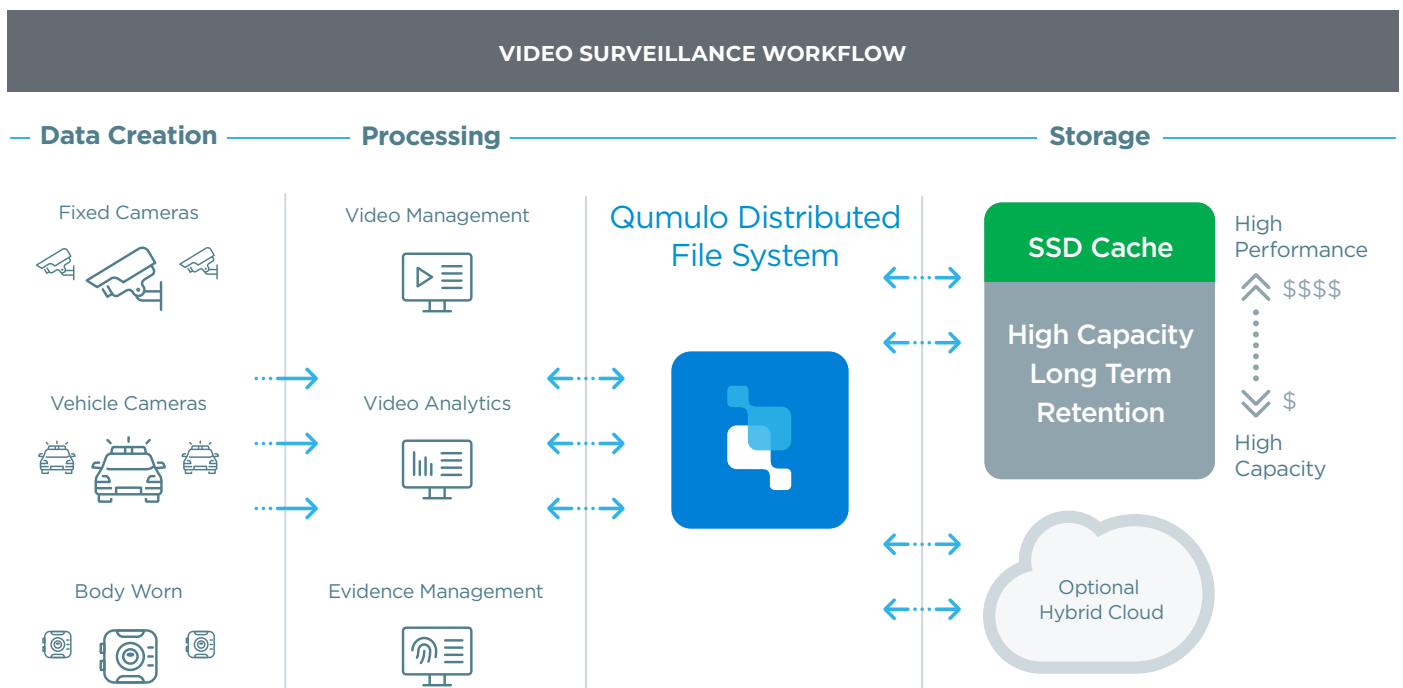 VIDEO SURVEILLANCE WORKFLOW
Data Creation
Processing
Storage
Fixed Cameras
Vehicle Cameras
Body Worn
Video Management
Video Analytics
Evidence Management
Qumulo Distributed
File System
SSD Cache
High Capacity
Long Term
Retention
High
Performance
$$$$
$
High
Capacity
Optional
Hybrid Cloud